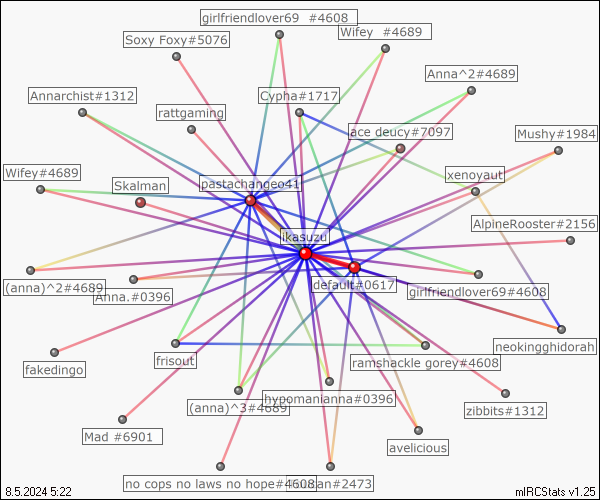 girlfriendlover69 #4608
Wifey #4689
Soxy Foxy#5076
Anna^2#4689
Annarchist#1312
Cypha#1717
rattgaming
ace deucy#7097
Mushy#1984
Wifey#4689
xenoyaut
Skalman
pastachangeo41
AlpineRooster#2156
ikasuzu
(anna)^2#4689
default#0617
girlfriendlover69#4608
Anna.#0396
neokingghidorah
fakedingo
frisout
ramshackle gorey#4608
hypomanianna#0396
(anna)^3#4689
zibbits#1312
Mad #6901
avelicious
no cops no laws no hope#4608
#2473
8.5.2024 5:22
mIRCStats v1.25